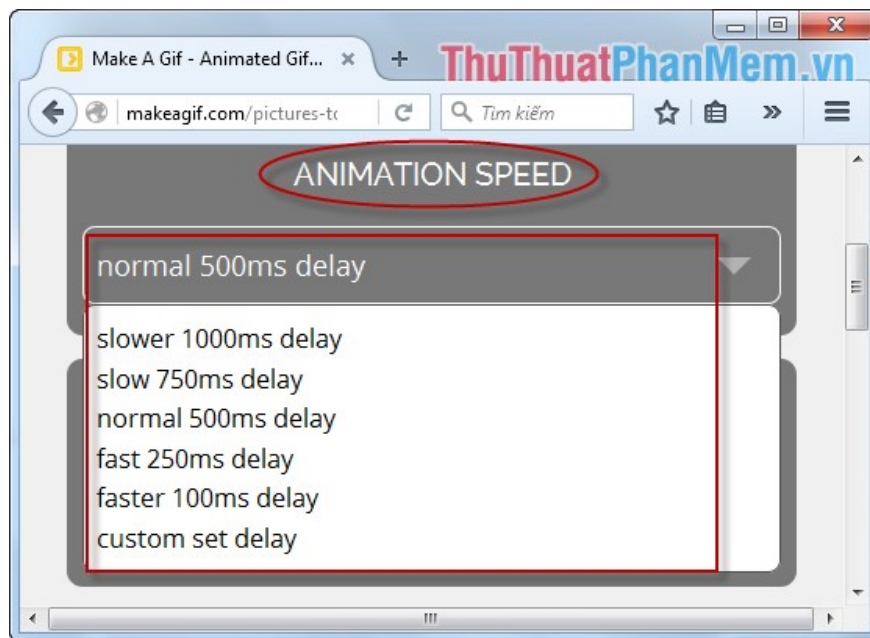 Make A Gif - Animated Gif...
ThuThuatPhanMem.vn
makeagif.com/pictures-to
Tìm kiếm
ANIMATION SPEED
normal 500ms delay
slower 1000ms delay
slow 750ms delay
normal 500ms delay
fast 250ms delay
faster 100ms delay
custom set delay